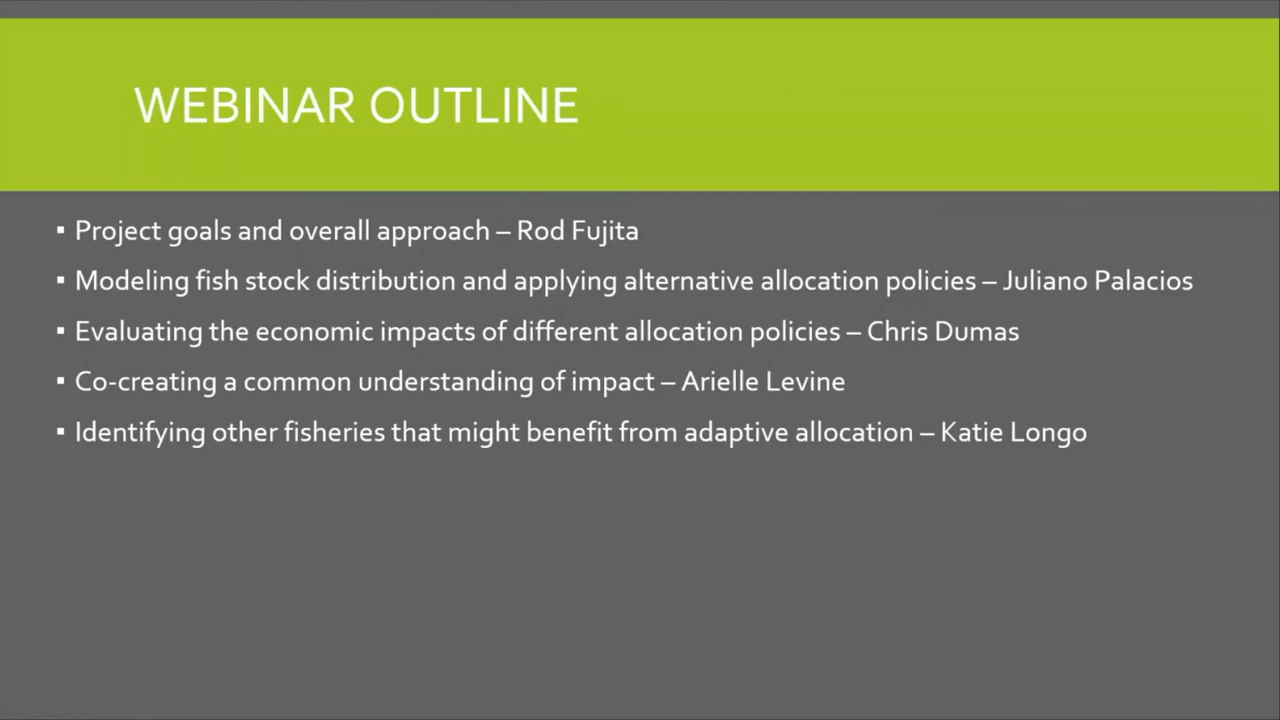 WEBINAR OUTLINE
▪ Project goals and overall approach – Rod Fujita
▪ Modeling fish stock distribution and applying alternative allocation policies – Juliano Palacios
▪ Evaluating the economic impacts of different allocation policies – Chris Dumas
▪ Co-creating a common understanding of impact – Arielle Levine
▪ Identifying other fisheries that might benefit from adaptive allocation – Katie Longo